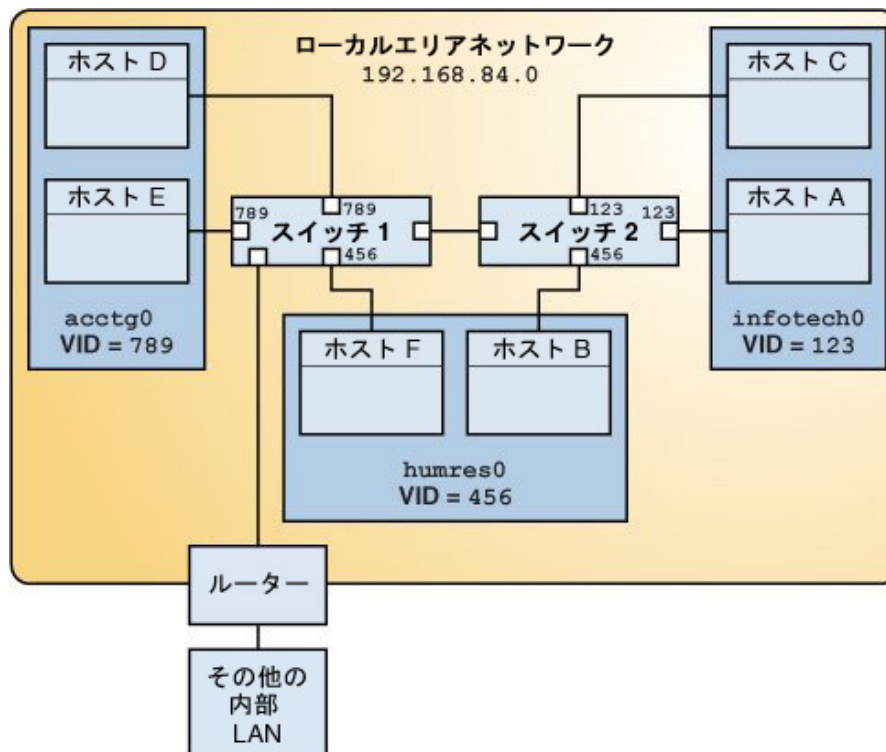 ローカルエリアネットワーク
192.168.84.0
ホスト D
ホスト E
acctg0
VID = 789
ホスト C
ホスト A
infotech0
VID = 123
789
789
スイッチ 1
456
123
123
スイッチ 2
456
ホスト F
ホスト B
humres0
VID = 456
ルーター
その他の
内部
LAN